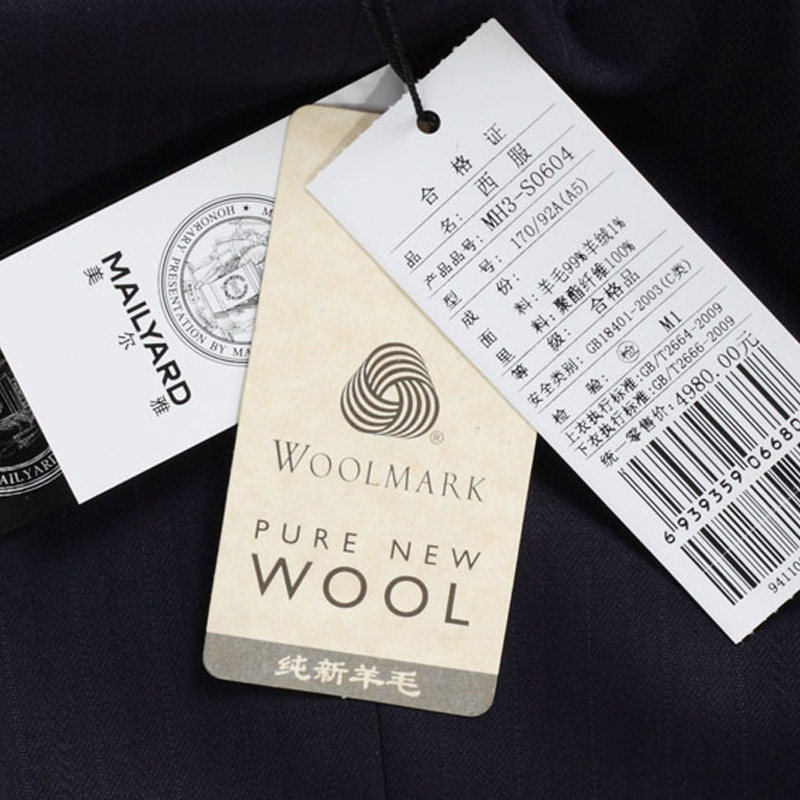 MAILYARD
美尔雅
HONORARY PRESENTATION BY MA
MAILYARD
WOOLMARK
®
PURE NEW
WOOL
纯新羊毛
合格证
品名: 西服
产品品号: MH3-S0604
型号: 170/92A(A5)
成份:
面料: 羊毛99%羊绒1%
里料: 聚酯纤维100%
等级: 合格品
安全类别: GB18401-2003(C类)
检验: 检 M1
上衣执行标准: GB/T2664-2009
下衣执行标准: GB/T2666-2009
统一零售价: 4980.00元
693935906680
94110